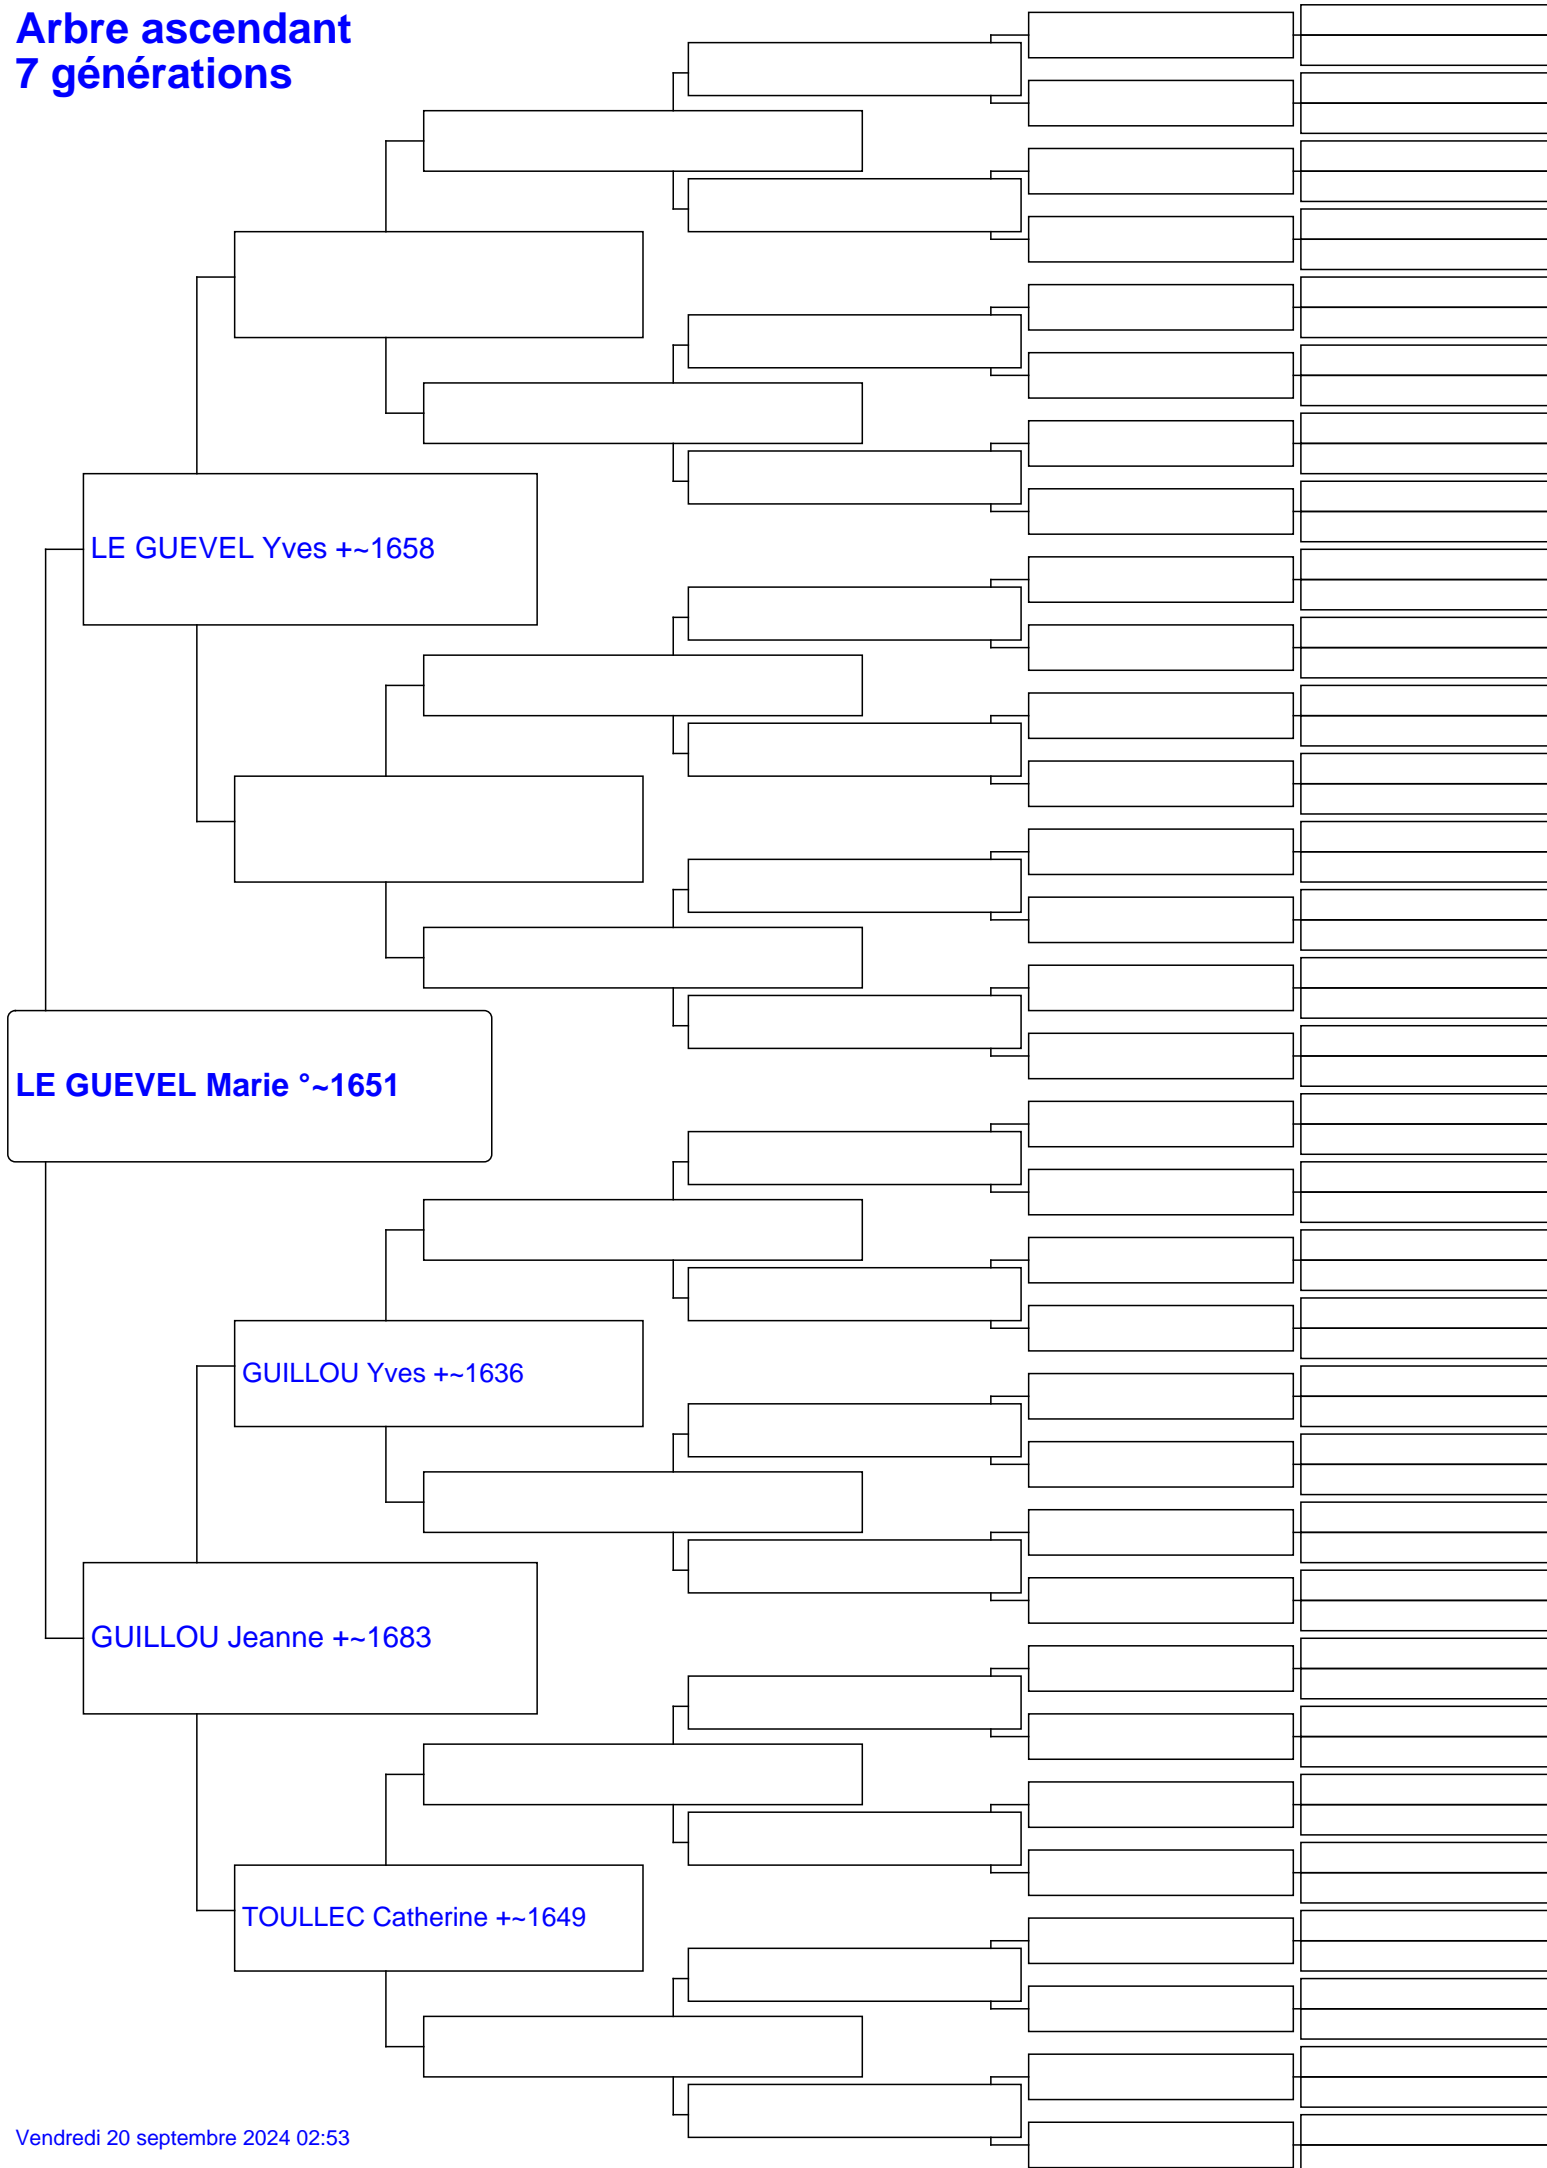 Arbre ascendant
7 générations
LE GUEVEL Yves +~1658
LE GUEVEL Marie °~1651
GUILLOU Yves +~1636
GUILLOU Jeanne +~1683
TOULLEC Catherine +~1649
Vendredi 20 septembre 2024 02:53